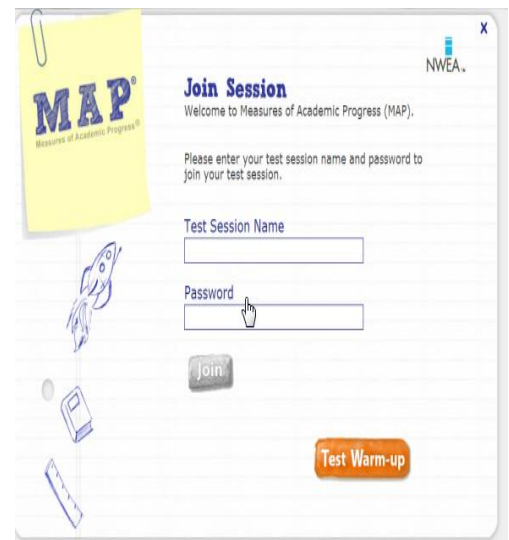 X
NWEA™
MAP®
Measures of Academic Progress®
Join Session
Welcome to Measures of Academic Progress (MAP).
Please enter your test session name and password to
join your test session.
Test Session Name
Password
Join
Test Warm-up